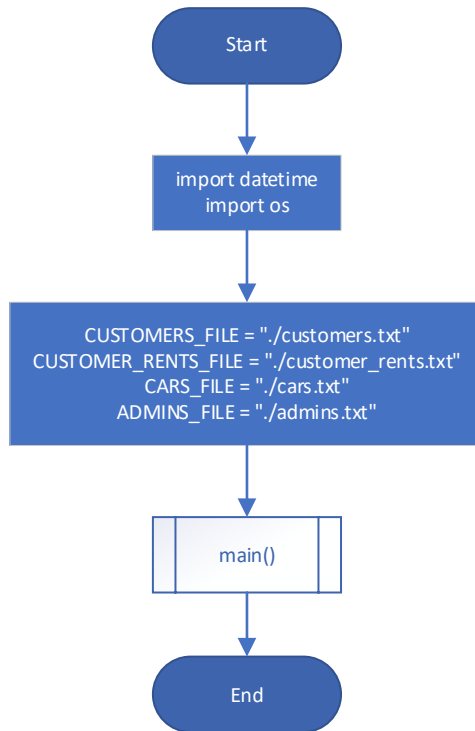 Start
import datetime
import os
CUSTOMERS_FILE = "./customers.txt"
CUSTOMER_RENTS_FILE = "./customer_rents.txt"
CARS_FILE = "./cars.txt"
ADMINS_FILE = "./admins.txt"
main()
End